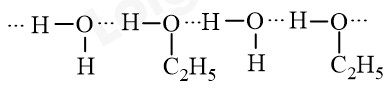 ··· H—O ··· H—O ··· H—O ··· H—O ···
H C₂H₅ H C₂H₅